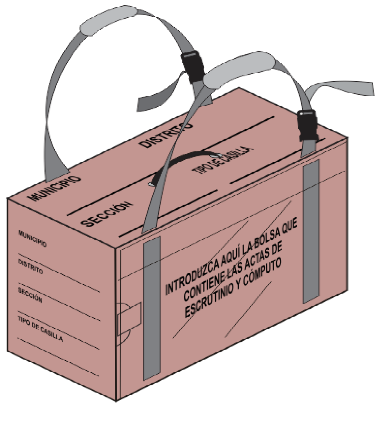 MUNICIPIO
DISTRITO
SECCIÓN
TIPO DE CASILLA
MUNICIPIO
DISTRITO
SECCIÓN
TIPO DE CASILLA
INTRODUZCA AQUÍ LA BOLSA QUE
CONTIENE LAS ACTAS DE
ESCRUTINIO Y CÓMPUTO